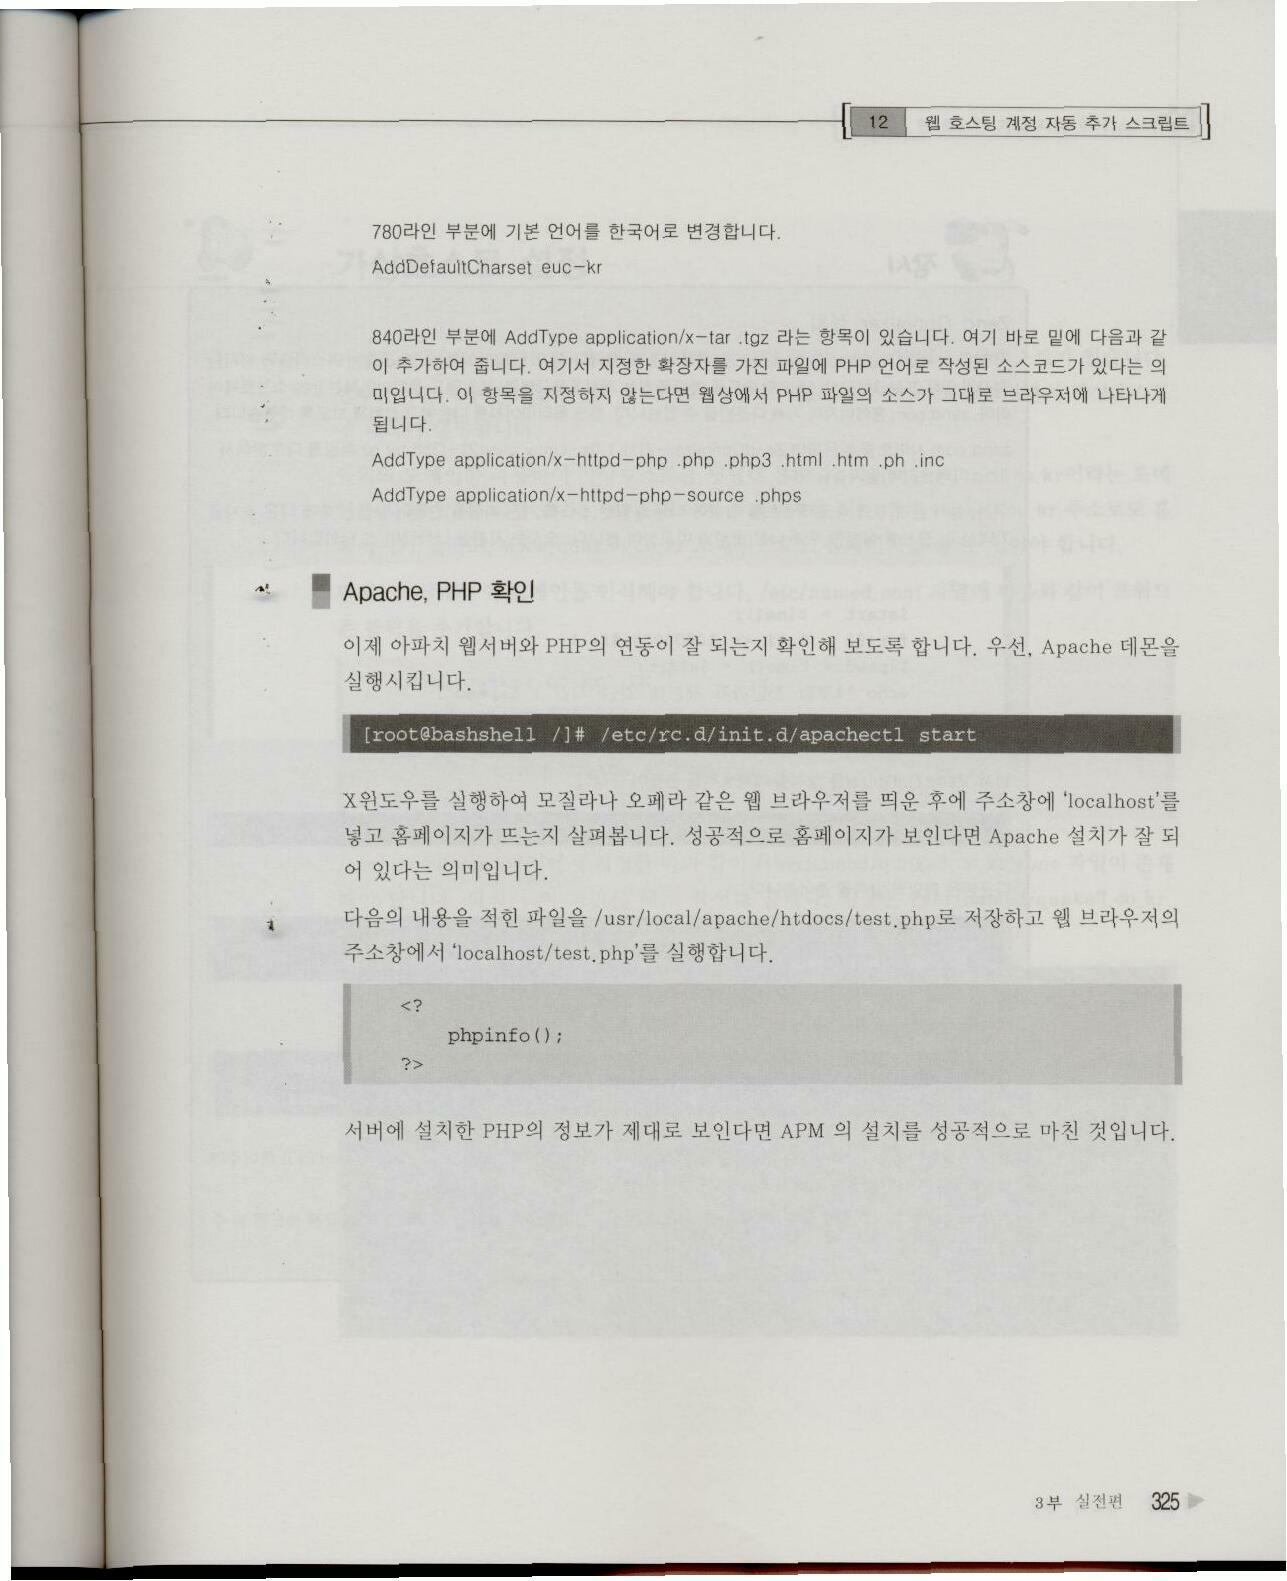 12 웹 호스팅 계정 자동 추가 스크립트
780라인 부분에 기본 언어를 한국어로 변경합니다.
AddDefaultCharset euc-kr
840라인 부분에 AddType application/x-tar .tgz 라는 항목이 있습니다. 여기 바로 밑에 다음과 같
이 추가하여 줍니다. 여기서 지정한 확장자를 가진 파일에 PHP 언어로 작성된 소스코드가 있다는 의
미입니다. 이 항목을 지정하지 않는다면 웹상에서 PHP 파일의 소스가 그대로 브라우저에 나타나게
됩니다.
AddType application/x-httpd-php .php .php3 .html .htm .ph .inc
AddType application/x-httpd-php-source .phps
Apache, PHP 확인
이제 아파치 웹서버와 PHP의 연동이 잘 되는지 확인해 보도록 합니다. 우선, Apache 데몬을
실행시킵니다.
[root@bashshell /]# /etc/rc.d/init.d/apachectl start
X윈도우를 실행하여 모질라나 오페라 같은 웹 브라우저를 띄운 후에 주소창에 'localhost'를
넣고 홈페이지가 뜨는지 살펴봅니다. 성공적으로 홈페이지가 보인다면 Apache 설치가 잘 되
어 있다는 의미입니다.
다음의 내용을 적힌 파일을 /usr/local/apache/htdocs/test.php로 저장하고 웹 브라우저의
주소창에서 'localhost/test.php'를 실행합니다.
<?
phpinfo();
?>
서버에 설치한 PHP의 정보가 제대로 보인다면 APM 의 설치를 성공적으로 마친 것입니다.
3부 실전편 325